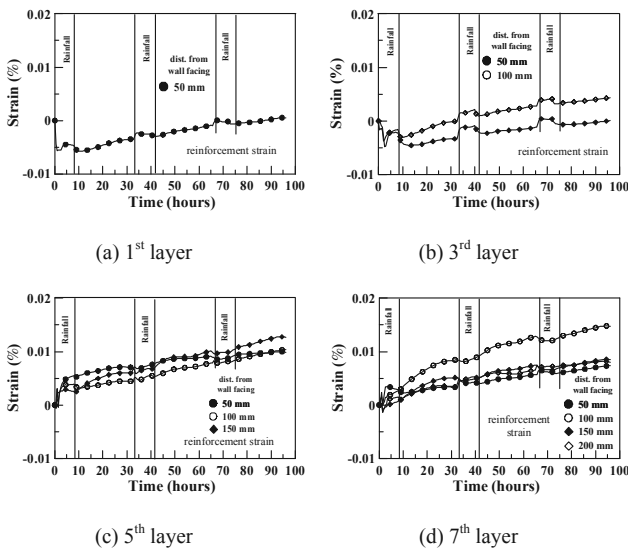 0.02
0.01
0
-0.01
Strain (%)
Rainfall
Rainfall
Rainfall
dist. from
wall facing
50 mm
reinforcement strain
0 10 20 30 40 50 60 70 80 90 100
Time (hours)
(a) 1st layer
0.02
0.01
0
-0.01
Strain (%)
Rainfall
Rainfall
Rainfall
dist. from
wall facing
50 mm
100 mm
reinforcement strain
0 10 20 30 40 50 60 70 80 90 100
Time (hours)
(b) 3rd layer
0.02
0.01
0
-0.01
Strain (%)
Rainfall
Rainfall
Rainfall
dist. from
wall facing
50 mm
100 mm
150 mm
reinforcement strain
0 10 20 30 40 50 60 70 80 90 100
Time (hours)
(c) 5th layer
0.02
0.01
0
-0.01
Strain (%)
Rainfall
Rainfall
Rainfall
dist. from
wall facing
50 mm
100 mm
150 mm
200 mm
reinforcement
strain
0 10 20 30 40 50 60 70 80 90 100
Time (hours)
(d) 7th layer